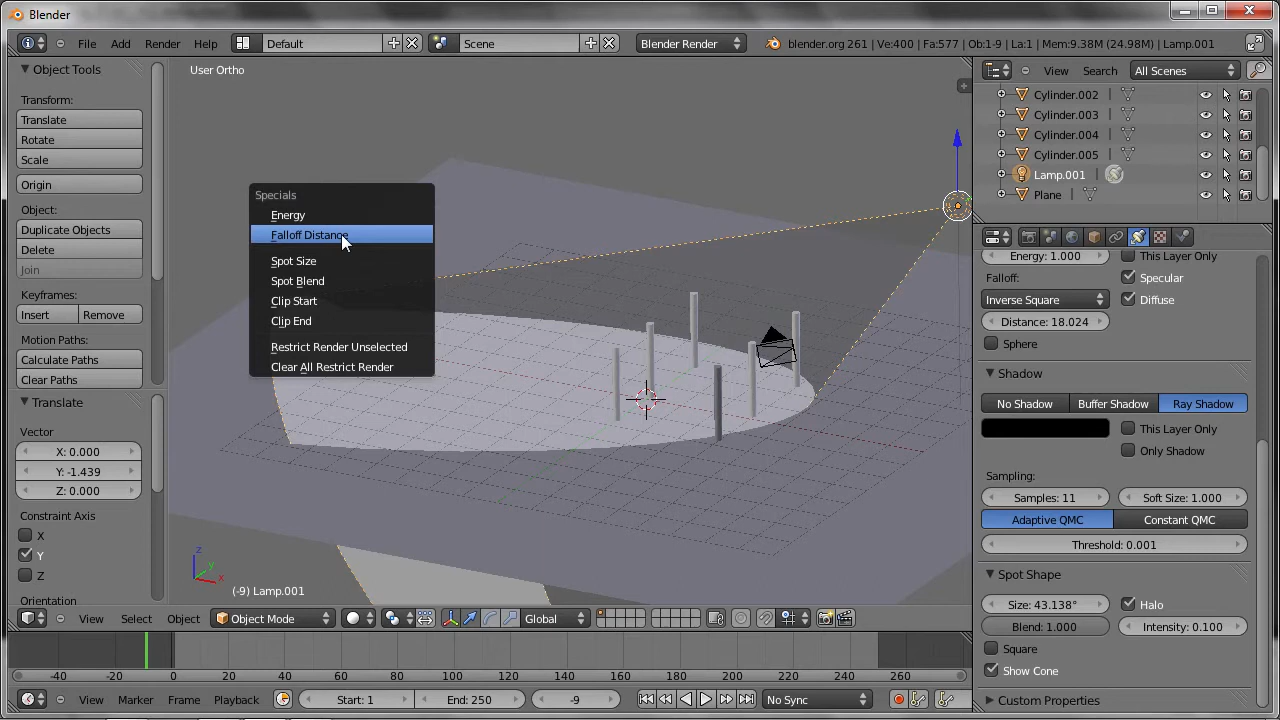 Blender
File Add Render Help Default Scene Blender Render blender.org 261 | Ve:400 | Fa:577 | Ob:1-9 | La:1 | Mem:9.38M (24.98M) | Lamp.001
Object Tools
Transform:
Translate
Rotate
Scale
Origin
Object:
Duplicate Objects
Delete
Join
Keyframes:
Insert Remove
Motion Paths:
Calculate Paths
Clear Paths
Translate
Vector
X: 0.000
Y: -1.439
Z: 0.000
Constraint Axis
X
Y
Z
Orientation
User Ortho
Specials
Energy
Falloff Distance
Spot Size
Spot Blend
Clip Start
Clip End
Restrict Render Unselected
Clear All Restrict Render
z
y
x
(-9) Lamp.001
View Select Object Object Mode Global
-40 -20 0 20 40 60 80 100 120 140 160 180 200 220 240 260
View Marker Frame Playback Start: 1 End: 250 -9 No Sync
View Search All Scenes
Cylinder.002
Cylinder.003
Cylinder.004
Cylinder.005
Lamp.001
Plane
Energy: 1.000 This Layer Only
Falloff: Specular
Inverse Square Diffuse
Distance: 18.024
Sphere
Shadow
No Shadow Buffer Shadow Ray Shadow
This Layer Only
Only Shadow
Sampling:
Samples: 11 Soft Size: 1.000
Adaptive QMC Constant QMC
Threshold: 0.001
Spot Shape
Size: 43.138° Halo
Blend: 1.000 Intensity: 0.100
Square
Show Cone
Custom Properties